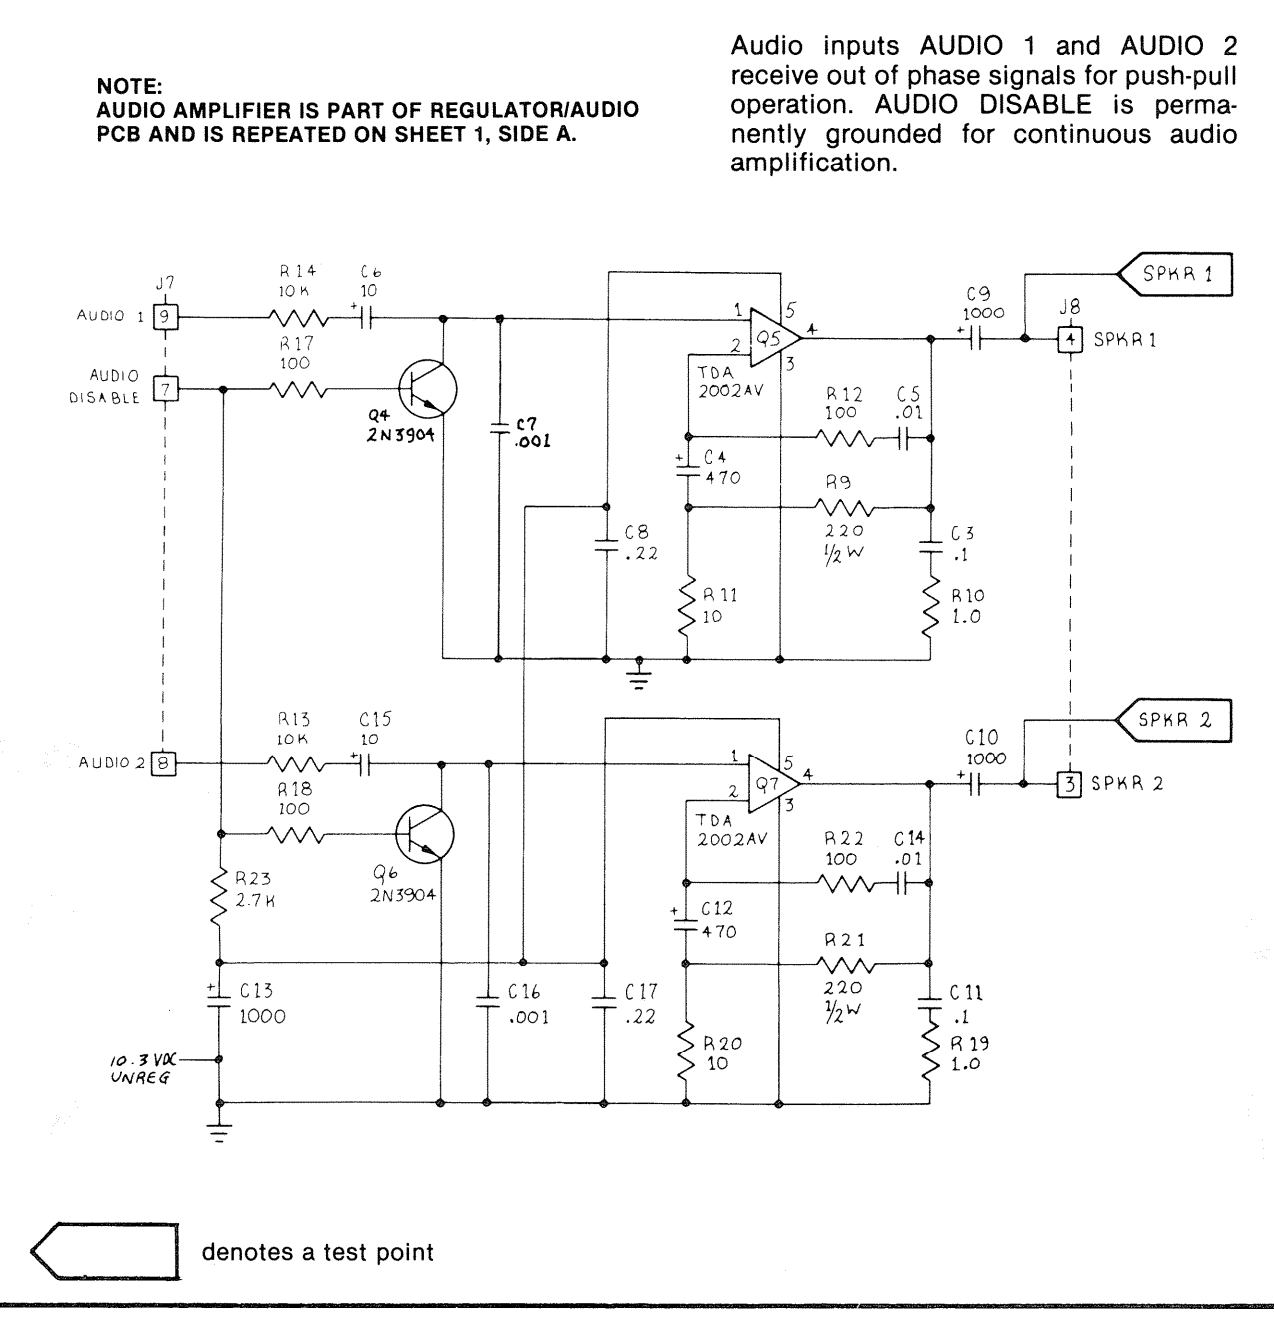 NOTE:
AUDIO AMPLIFIER IS PART OF REGULATOR/AUDIO
PCB AND IS REPEATED ON SHEET 1, SIDE A.
Audio inputs AUDIO 1 and AUDIO 2
receive out of phase signals for push-pull
operation. AUDIO DISABLE is perma-
nently grounded for continuous audio
amplification.
J7
AUDIO 1 9
R14
10K
C6
+
10
R17
100
AUDIO
DISABLE 7
Q4
2N3904
C7
.001
1
2
Q5
5
4
3
TDA
2002AV
C9
1000
+
SPKR 1
J8
4 SPKR 1
R12
100
C5
.01
+
C4
470
R9
220
1/2 W
C8
.22
C3
.1
R11
10
R10
1.0
AUDIO 2 8
R13
10K
C15
+
10
R18
100
Q6
2N3904
1
2
Q7
5
4
3
TDA
2002AV
C10
1000
+
SPKR 2
3 SPKR 2
R23
2.7K
R22
100
C14
.01
+
C12
470
R21
220
1/2 W
+
C13
1000
C16
.001
C17
.22
C11
.1
R20
10
R19
1.0
10.3 VDC
UNREG
denotes a test point